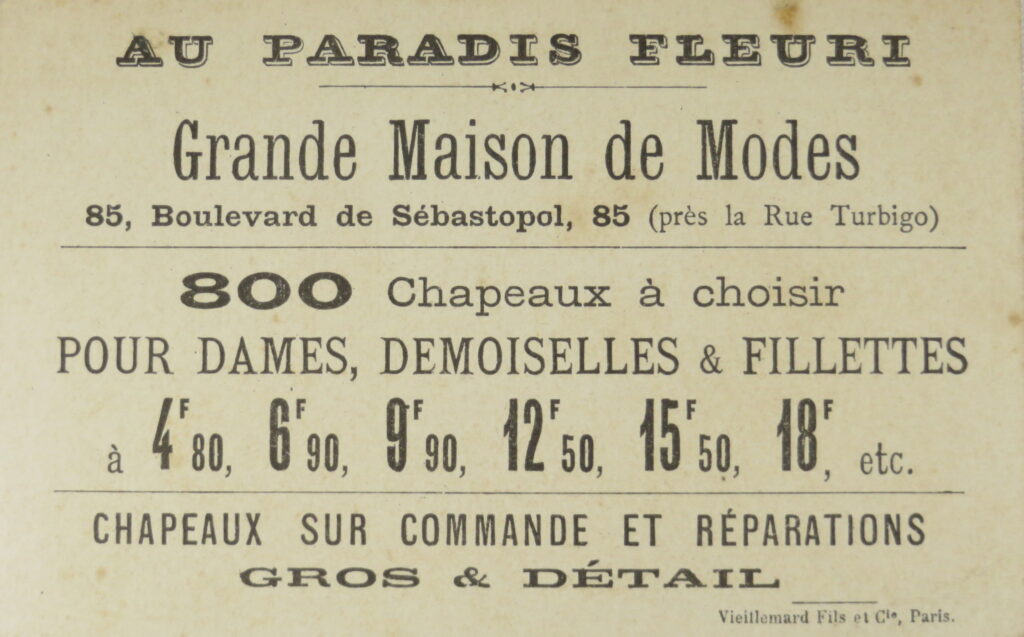 AU PARADIS FLEURI
Grande Maison de Modes
85, Boulevard de Sébastopol, 85 (près la Rue Turbigo)
800 Chapeaux à choisir
POUR DAMES, DEMOISELLES & FILLETTES
à 4F80, 6F90, 9F90, 12F50, 15F50, 18F, etc.
CHAPEAUX SUR COMMANDE ET RÉPARATIONS
GROS & DÉTAIL
Vieillemard Fils et Cie, Paris.